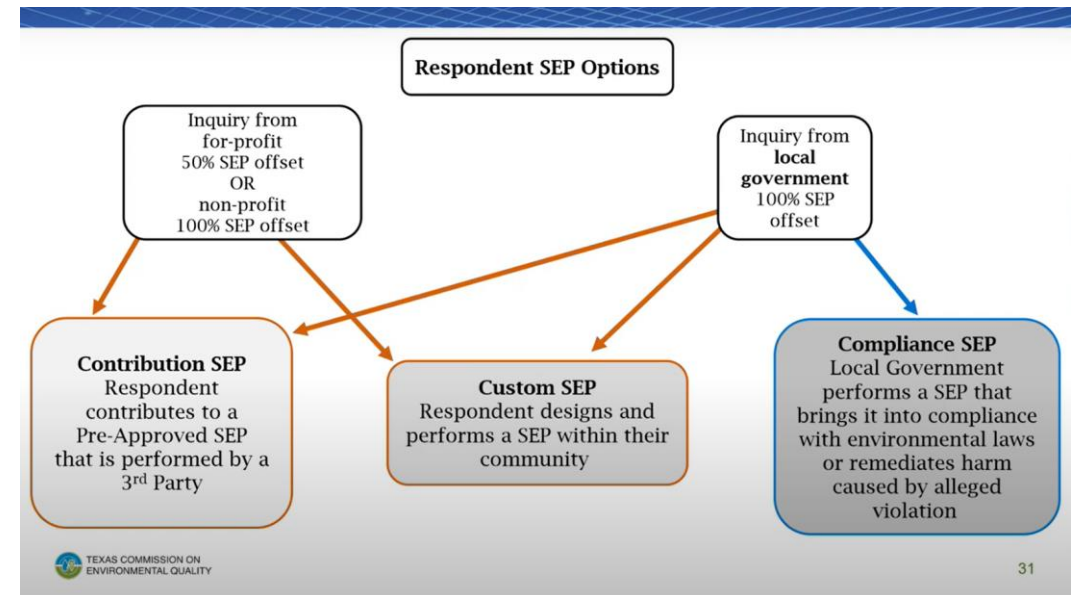 Respondent SEP Options
Inquiry from
for-profit
50% SEP offset
OR
non-profit
100% SEP offset
Inquiry from
local
government
100% SEP
offset
Contribution SEP
Respondent
contributes to a
Pre-Approved SEP
that is performed by a
3rd Party
Custom SEP
Respondent designs and
performs a SEP within their
community
Compliance SEP
Local Government
performs a SEP that
brings it into compliance
with environmental laws
or remediates harm
caused by alleged
violation
TEXAS COMMISSION ON
ENVIRONMENTAL QUALITY
31